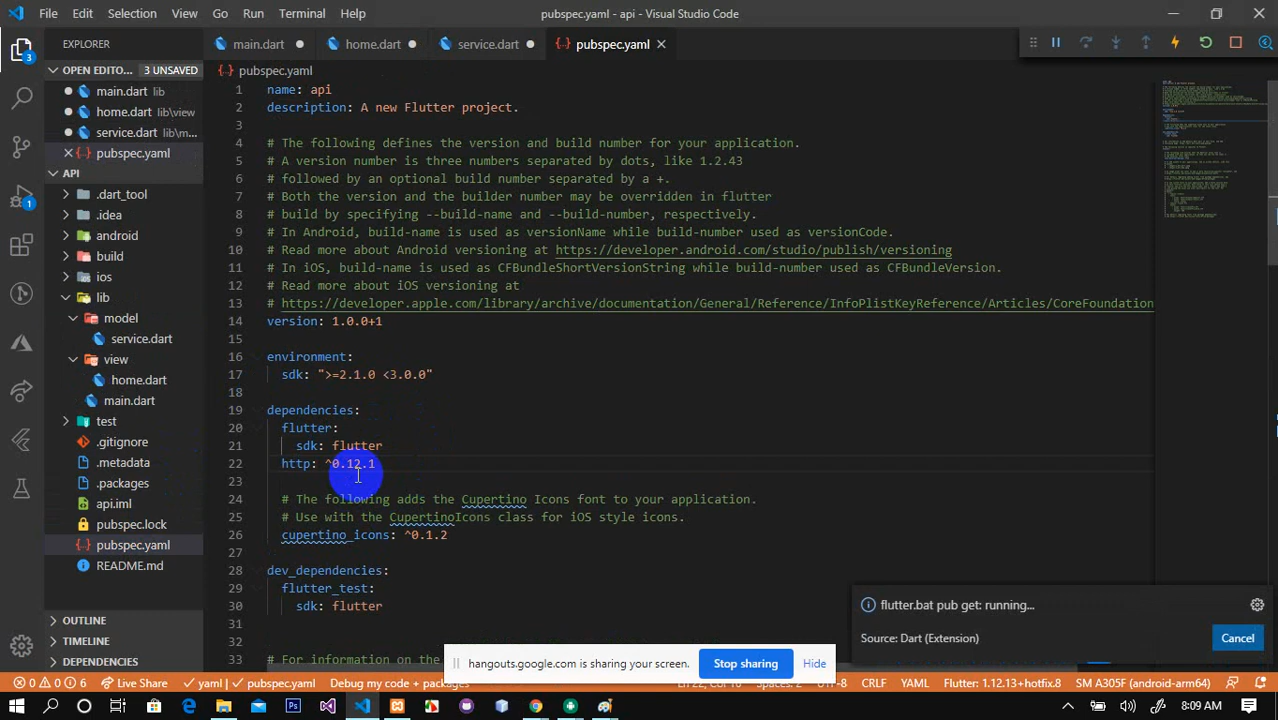 File Edit Selection View Go Run Terminal Help
pubspec.yaml - api - Visual Studio Code
EXPLORER
OPEN EDITO... 3 UNSAVED
main.dart lib
home.dart lib\view
service.dart lib\m...
pubspec.yaml
API
.dart_tool
.idea
android
build
ios
lib
model
service.dart
view
home.dart
main.dart
test
.gitignore
.metadata
.packages
api.iml
pubspec.lock
pubspec.yaml
README.md
OUTLINE
TIMELINE
DEPENDENCIES
3
1
main.dart
home.dart
service.dart
pubspec.yaml
pubspec.yaml
1 name: api
2 description: A new Flutter project.
3
4 # The following defines the version and build number for your application.
5 # A version number is three numbers separated by dots, like 1.2.43
6 # followed by an optional build number separated by a +.
7 # Both the version and the builder number may be overridden in flutter
8 # build by specifying --build-name and --build-number, respectively.
9 # In Android, build-name is used as versionName while build-number used as versionCode.
10 # Read more about Android versioning at https://developer.android.com/studio/publish/versioning
11 # In iOS, build-name is used as CFBundleShortVersionString while build-number used as CFBundleVersion.
12 # Read more about iOS versioning at
13 # https://developer.apple.com/library/archive/documentation/General/Reference/InfoPlistKeyReference/Articles/CoreFoundation
14 version: 1.0.0+1
15
16 environment:
17 sdk: ">=2.1.0 <3.0.0"
18
19 dependencies:
20 flutter:
21 sdk: flutter
22 http: ^0.12.1
23
24 # The following adds the Cupertino Icons font to your application.
25 # Use with the CupertinoIcons class for iOS style icons.
26 cupertino_icons: ^0.1.2
27
28 dev_dependencies:
29 flutter_test:
30 sdk: flutter
31
32
33 # For information on the
flutter.bat pub get: running...
Source: Dart (Extension)
Cancel
hangouts.google.com is sharing your screen. Stop sharing Hide
0 0 6 Live Share yaml pubspec.yaml Debug my code + packages CRLF YAML Flutter: 1.12.13+hotfix.8 SM A305F (android-arm64)
8:09 AM